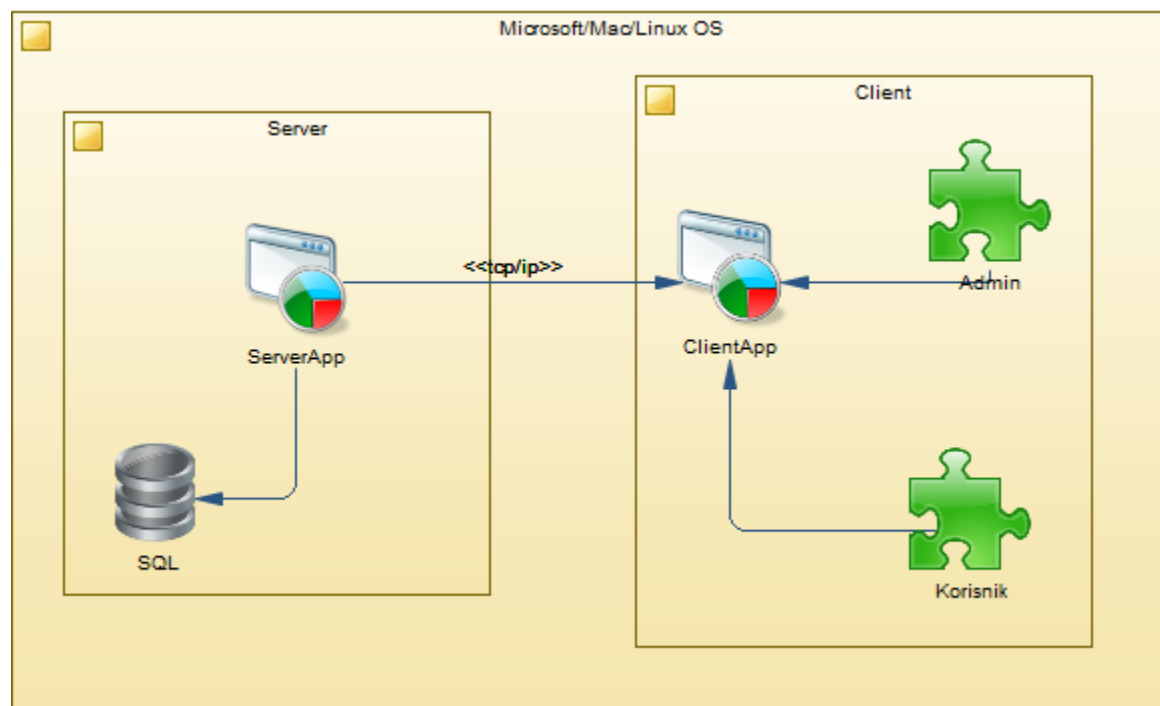 Microsoft/Mac/Linux OS
Server
Client
<<tcp/ip>>
Admin
ServerApp
ClientApp
SQL
Korisnik